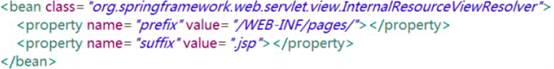 <bean class="org.springframework.web.servlet.view.InternalResourceViewResolver">
<property name="prefix" value="/WEB-INF/pages/"></property>
<property name="suffix" value=".jsp"></property>
</bean>